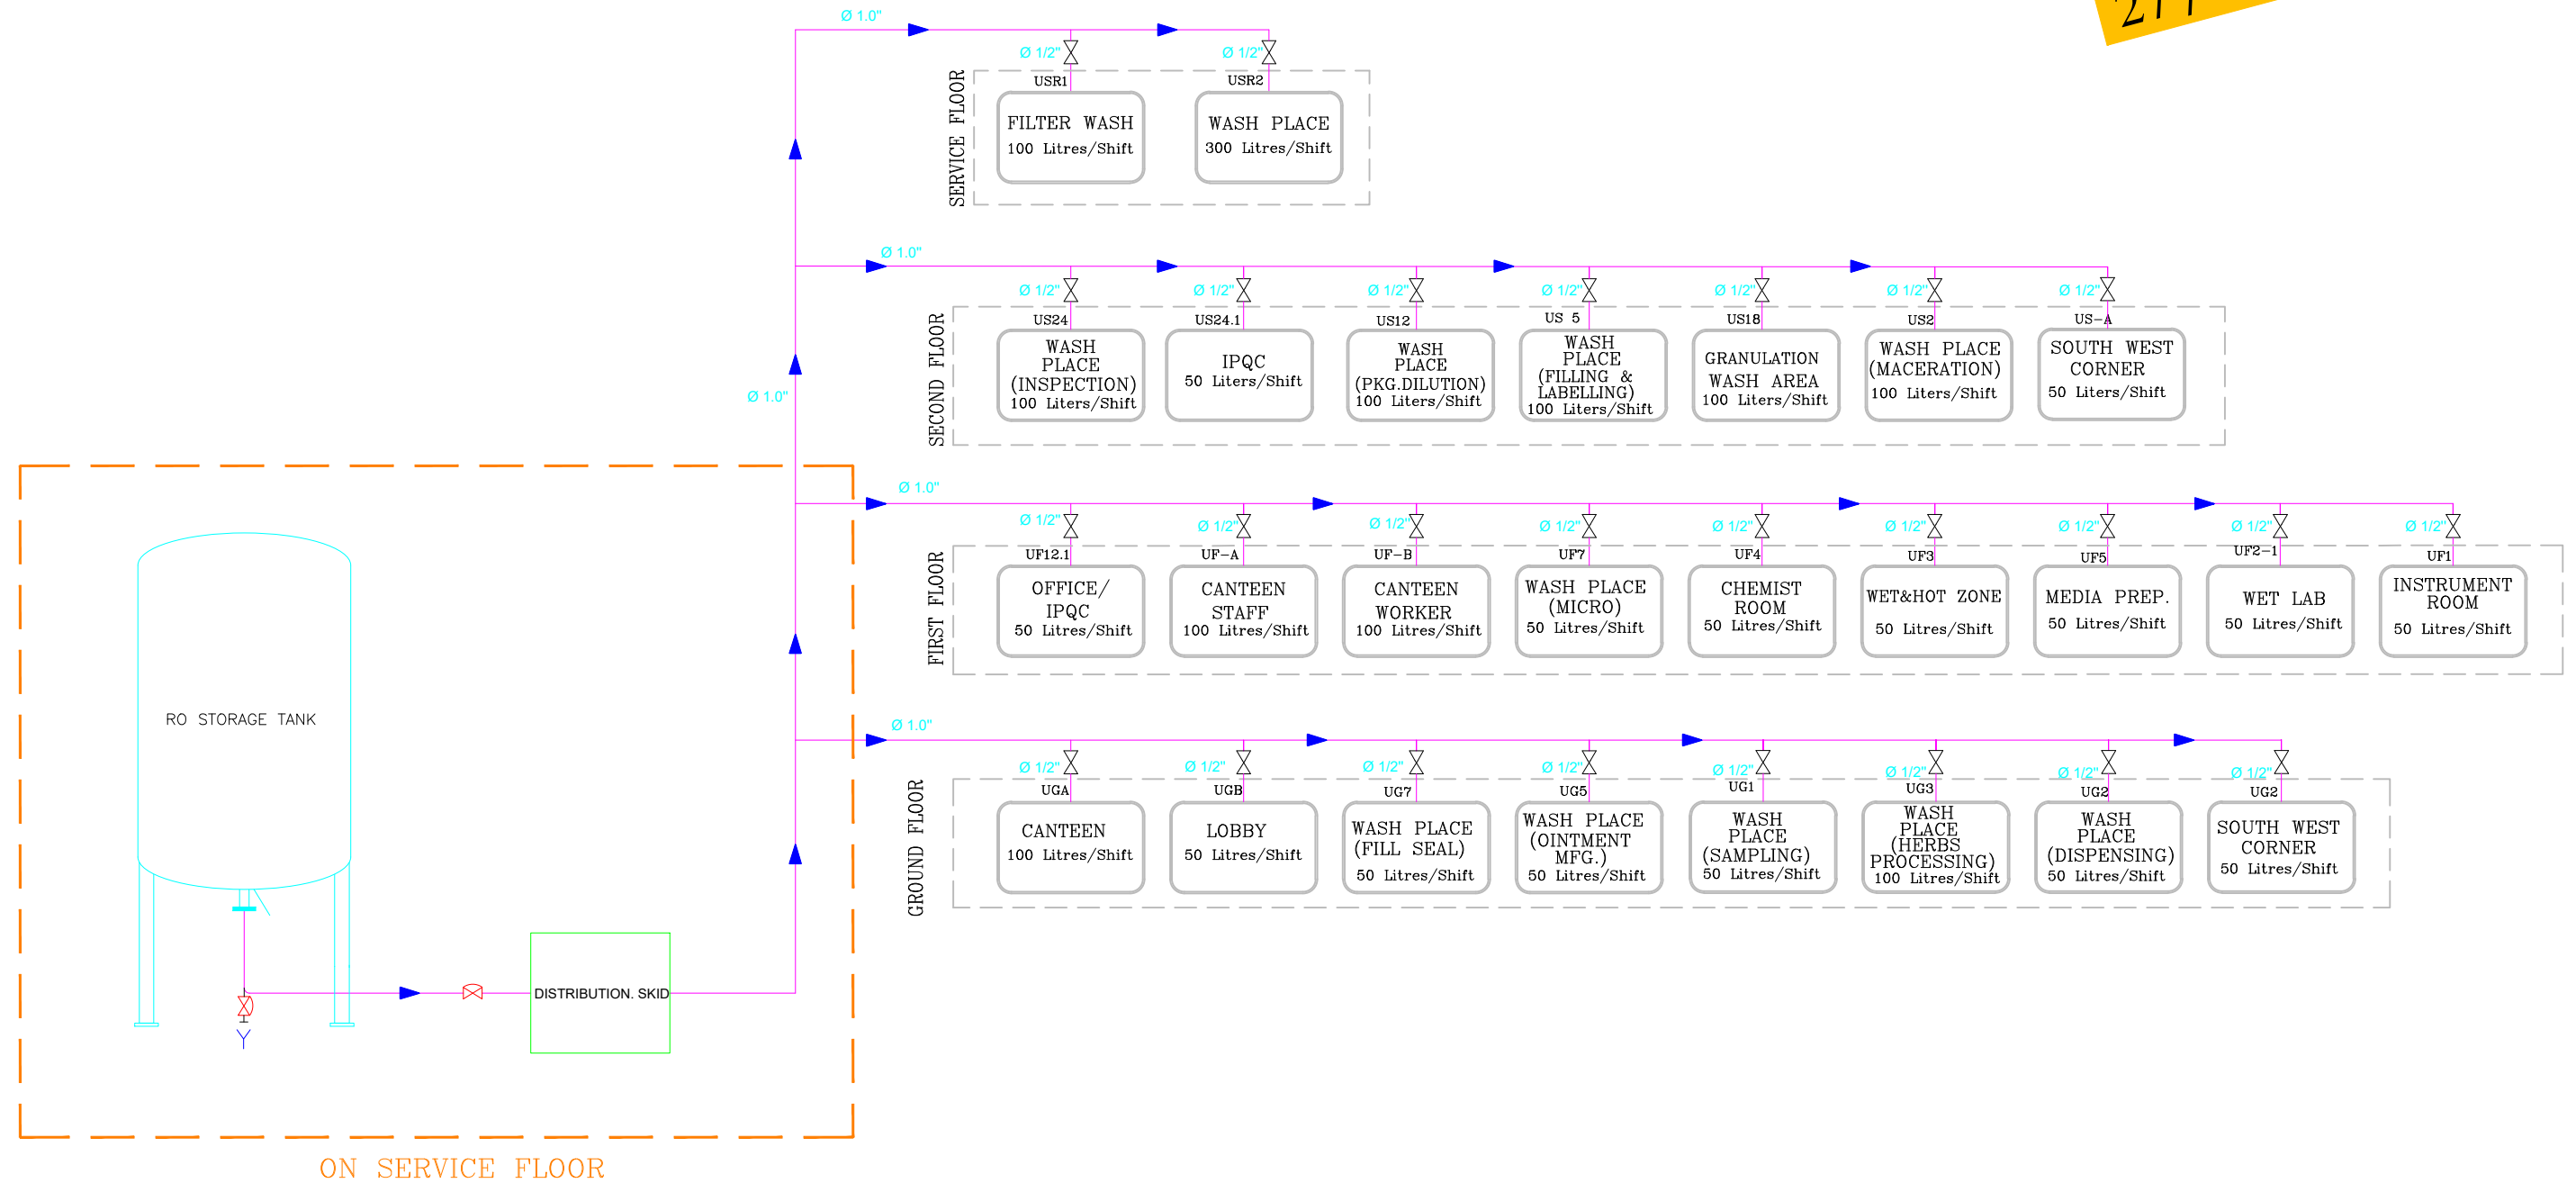 Ø 1.0"
Ø 1/2"
Ø 1/2"
SERVICE FLOOR
USR1
FILTER WASH
100 Litres/Shift
USR2
WASH PLACE
300 Litres/Shift
Ø 1.0"
Ø 1/2"
Ø 1/2"
Ø 1/2"
Ø 1/2"
Ø 1/2"
Ø 1/2"
Ø 1/2"
SECOND FLOOR
US24
WASH
PLACE
(INSPECTION)
100 Liters/Shift
US24.1
IPQC
50 Liters/Shift
US12
WASH
PLACE
(PKG.DILUTION)
100 Liters/Shift
US 5
WASH
PLACE
(FILLING &
LABELLING)
100 Liters/Shift
US18
GRANULATION
WASH AREA
100 Liters/Shift
US2
WASH PLACE
(MACERATION)
100 Liters/Shift
US-A
SOUTH WEST
CORNER
50 Liters/Shift
Ø 1.0"
Ø 1.0"
Ø 1/2"
Ø 1/2"
Ø 1/2"
Ø 1/2"
Ø 1/2"
Ø 1/2"
Ø 1/2"
Ø 1/2"
Ø 1/2"
FIRST FLOOR
UF12.1
OFFICE/
IPQC
50 Litres/Shift
UF-A
CANTEEN
STAFF
100 Litres/Shift
UF-B
CANTEEN
WORKER
100 Litres/Shift
UF7
WASH PLACE
(MICRO)
50 Litres/Shift
UF4
CHEMIST
ROOM
50 Litres/Shift
UF3
WET&HOT ZONE
50 Litres/Shift
UF5
MEDIA PREP.
50 Litres/Shift
UF2-1
WET LAB
50 Litres/Shift
UF1
INSTRUMENT
ROOM
50 Litres/Shift
Ø 1.0"
Ø 1/2"
Ø 1/2"
Ø 1/2"
Ø 1/2"
Ø 1/2"
Ø 1/2"
Ø 1/2"
Ø 1/2"
GROUND FLOOR
UGA
CANTEEN
100 Litres/Shift
UGB
LOBBY
50 Litres/Shift
UG7
WASH PLACE
(FILL SEAL)
50 Litres/Shift
UG5
WASH PLACE
(OINTMENT
MFG.)
50 Litres/Shift
UG1
WASH
PLACE
(SAMPLING)
50 Litres/Shift
UG3
WASH
PLACE
(HERBS
PROCESSING)
100 Litres/Shift
UG2
WASH
PLACE
(DISPENSING)
50 Litres/Shift
UG2
SOUTH WEST
CORNER
50 Litres/Shift
RO STORAGE TANK
DISTRIBUTION. SKID
ON SERVICE FLOOR